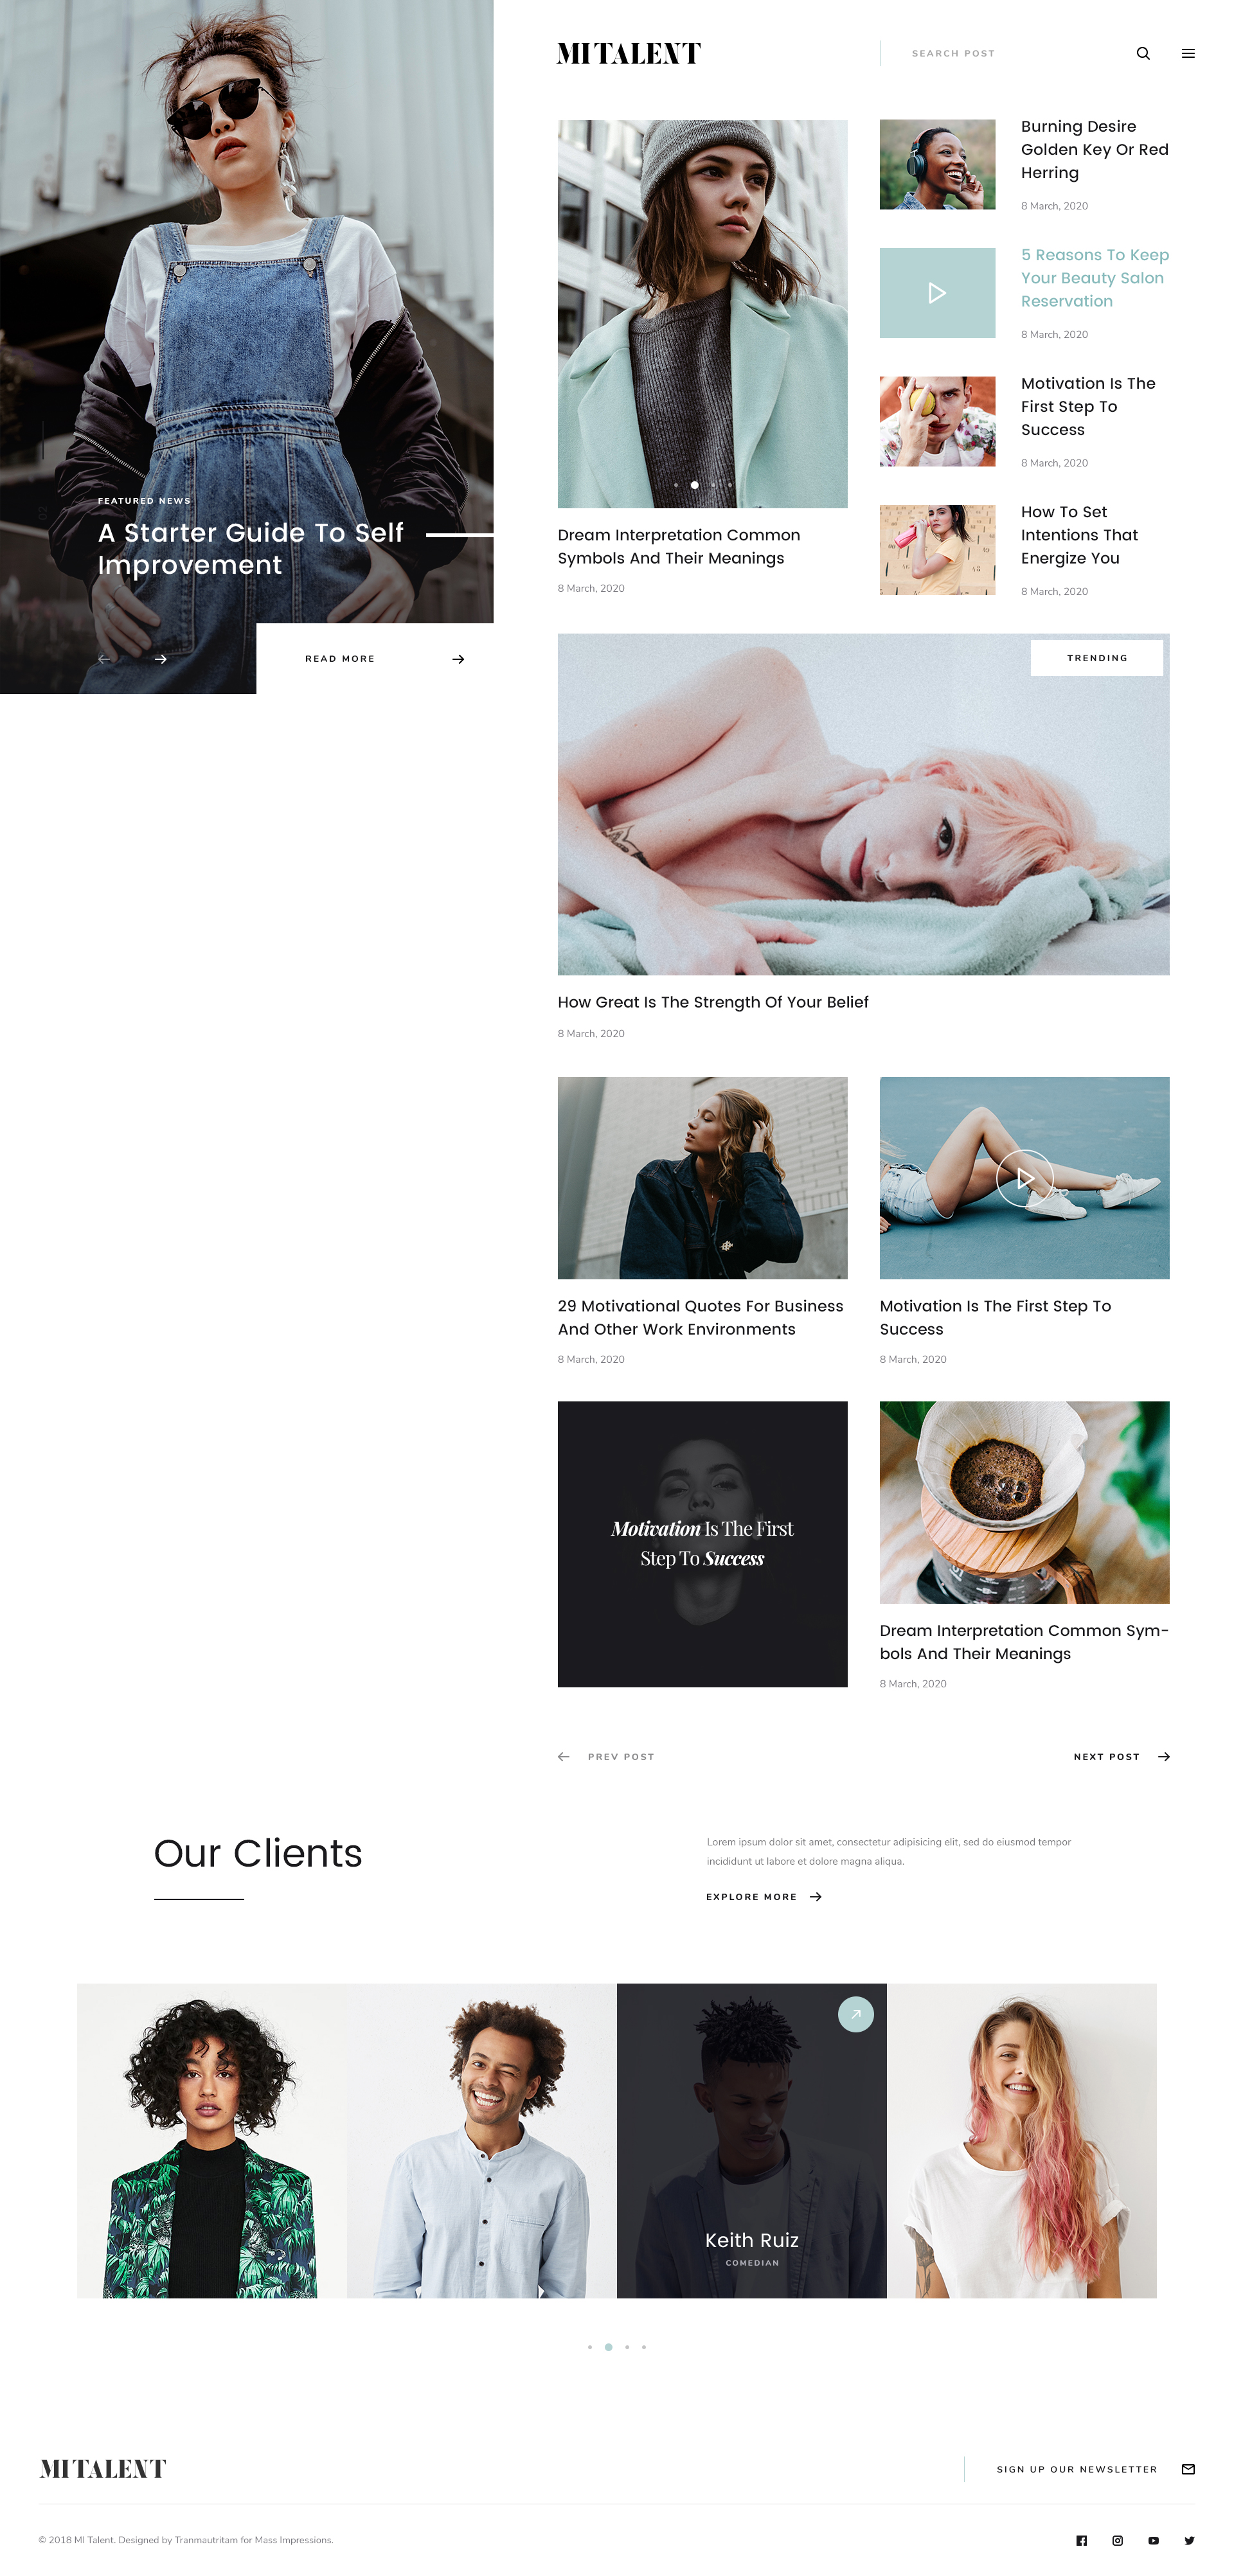 MI TALENT
SEARCH POST
02
FEATURED NEWS
A Starter Guide To Self
Improvement
READ MORE
Dream Interpretation Common
Symbols And Their Meanings
8 March, 2020
Burning Desire
Golden Key Or Red
Herring
8 March, 2020
5 Reasons To Keep
Your Beauty Salon
Reservation
8 March, 2020
Motivation Is The
First Step To
Success
8 March, 2020
How To Set
Intentions That
Energize You
8 March, 2020
TRENDING
How Great Is The Strength Of Your Belief
8 March, 2020
29 Motivational Quotes For Business
And Other Work Environments
8 March, 2020
Motivation Is The First Step To
Success
8 March, 2020
Motivation Is The First
Step To Success
Dream Interpretation Common Sym-
bols And Their Meanings
8 March, 2020
PREV POST
NEXT POST
Our Clients
Lorem ipsum dolor sit amet, consectetur adipisicing elit, sed do eiusmod tempor
incididunt ut labore et dolore magna aliqua.
EXPLORE MORE
Keith Ruiz
COMEDIAN
MI TALENT
SIGN UP OUR NEWSLETTER
© 2018 MI Talent. Designed by Tranmautritam for Mass Impressions.